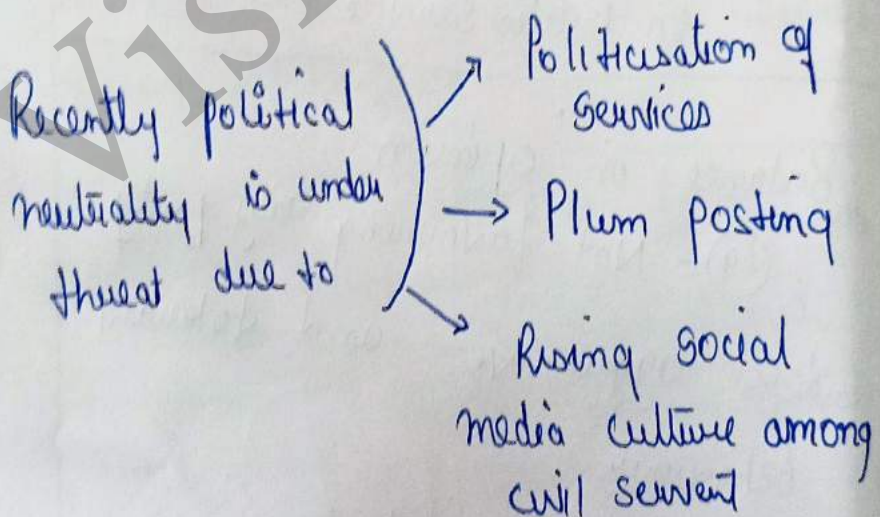 Recently political
neutrality is under
threat due to
Politicisation of
services
Plum posting
Rising social
media culture among
civil servent